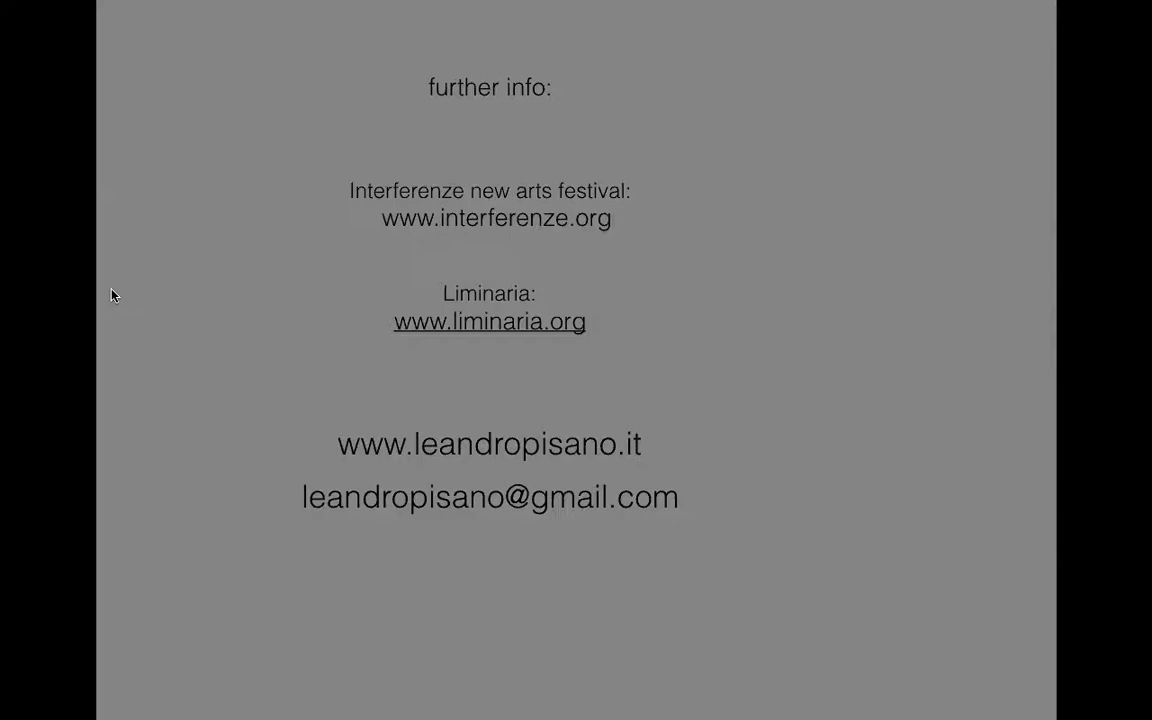 further info:
Interferenze new arts festival:
www.interferenze.org
Liminaria:
www.liminaria.org
www.leandropisano.it
leandropisano@gmail.com